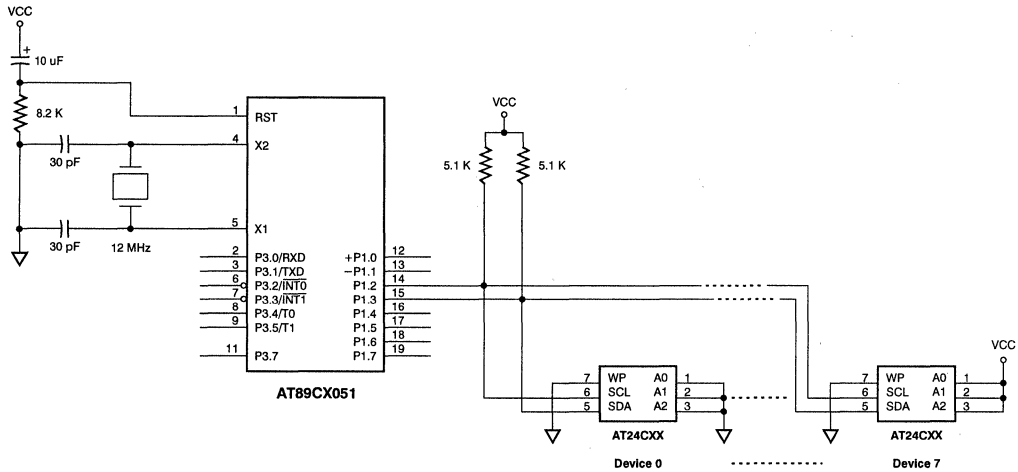 VCC
+
10 uF
8.2 K
30 pF
30 pF
12 MHz
1 RST
4 X2
5 X1
2 P3.0/RXD
3 P3.1/TXD
6 P3.2/INT0
7 P3.3/INT1
8 P3.4/T0
9 P3.5/T1
11 P3.7
+P1.0 12
−P1.1 13
P1.2 14
P1.3 15
P1.4 16
P1.5 17
P1.6 18
P1.7 19
AT89CX051
VCC
5.1 K
5.1 K
7 WP A0 1
6 SCL A1 2
5 SDA A2 3
AT24CXX
Device 0
VCC
7 WP A0 1
6 SCL A1 2
5 SDA A2 3
AT24CXX
Device 7